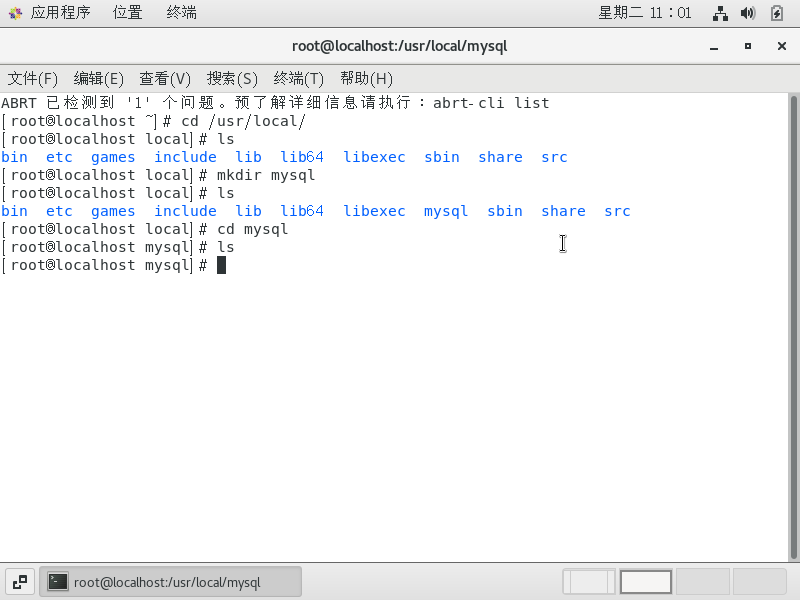 应用程序 位置 终端 星期二 11:01
root@localhost:/usr/local/mysql
文件(F) 编辑(E) 查看(V) 搜索(S) 终端(T) 帮助(H)
ABRT 已检测到 '1' 个问题。预了解详细信息请执行：abrt-cli list
[root@localhost ~]# cd /usr/local/
[root@localhost local]# ls
bin etc games include lib lib64 libexec sbin share src
[root@localhost local]# mkdir mysql
[root@localhost local]# ls
bin etc games include lib lib64 libexec mysql sbin share src
[root@localhost local]# cd mysql
[root@localhost mysql]# ls
[root@localhost mysql]#
root@localhost:/usr/local/mysql